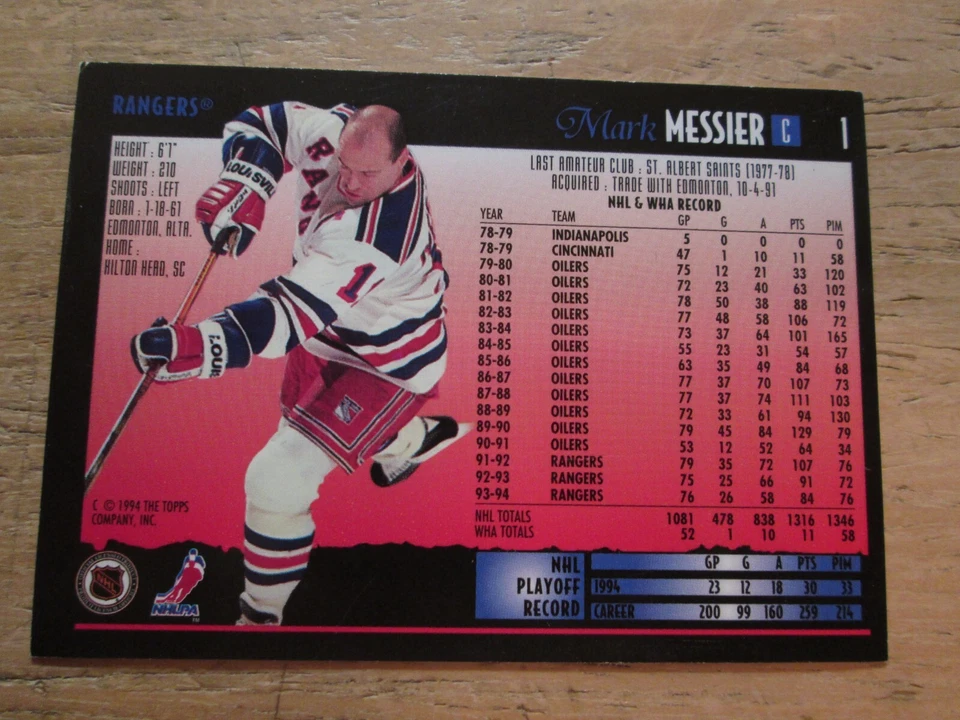 RANGERS®
Mark MESSIER C 1
HEIGHT : 6'1"
WEIGHT : 210
SHOOTS : LEFT
BORN : 1-18-61
EDMONTON, ALTA.
HOME :
HILTON HEAD, SC
LAST AMATEUR CLUB : ST. ALBERT SAINTS (1977-78)
ACQUIRED : TRADE WITH EDMONTON, 10-4-91
NHL & WHA RECORD
YEAR TEAM GP G A PTS PIM
78-79 INDIANAPOLIS 5 0 0 0 0
78-79 CINCINNATI 47 1 10 11 58
79-80 OILERS 75 12 21 33 120
80-81 OILERS 72 23 40 63 102
81-82 OILERS 78 50 38 88 119
82-83 OILERS 77 48 58 106 72
83-84 OILERS 73 37 64 101 165
84-85 OILERS 55 23 31 54 57
85-86 OILERS 63 35 49 84 68
86-87 OILERS 77 37 70 107 73
87-88 OILERS 77 37 74 111 103
88-89 OILERS 72 33 61 94 130
89-90 OILERS 79 45 84 129 79
90-91 OILERS 53 12 52 64 34
91-92 RANGERS 79 35 72 107 76
92-93 RANGERS 75 25 66 91 72
93-94 RANGERS 76 26 58 84 76
NHL TOTALS 1081 478 838 1316 1346
WHA TOTALS 52 1 10 11 58
NHL PLAYOFF RECORD
GP G A PTS PIM
1994 23 12 18 30 33
CAREER 200 99 160 259 214
LOUISVIL
RAN
1
LOUIS
C © 1994 THE TOPPS
COMPANY, INC.
NHL
NHLPA
TM